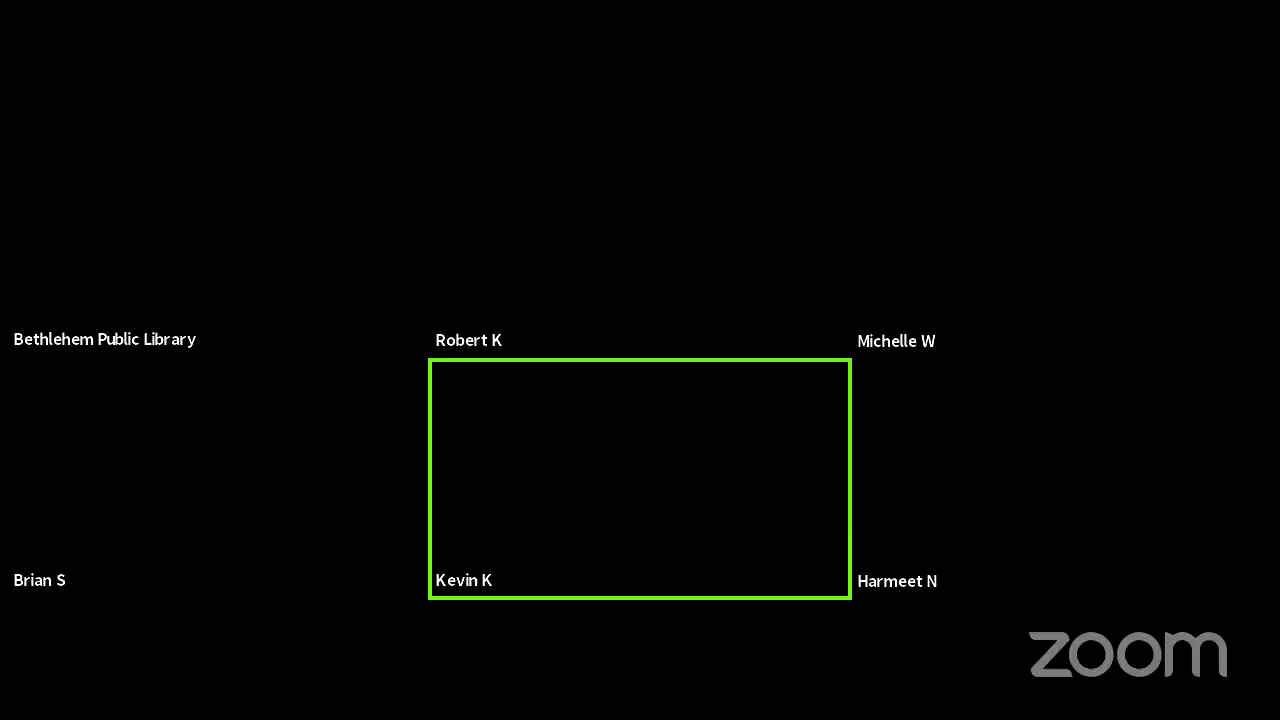 Bethlehem Public Library
Robert K
Michelle W
Brian S
Kevin K
Harmeet N
zoom